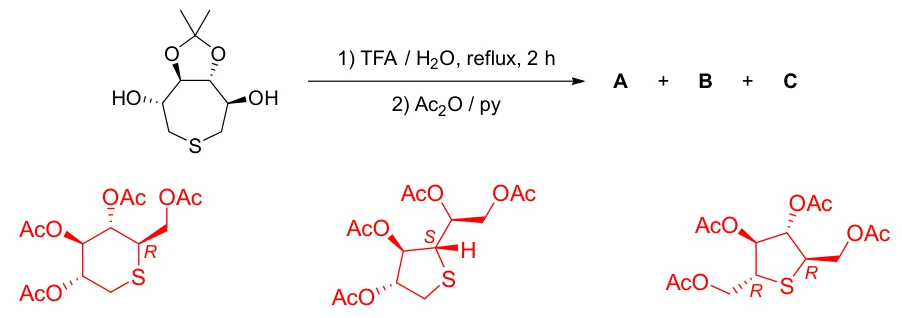 O O
HO OH
S
1) TFA / H₂O, reflux, 2 h
2) Ac₂O / py
A + B + C
OAc OAc
AcO
R
AcO S
AcO OAc
AcO S H
AcO S
OAc
AcO OAc
AcO R S R